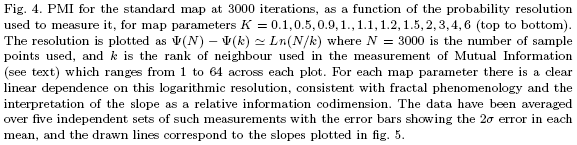 Fig. 4. PMI for the standard map at 3000 iterations, as a function of the probability resolution
used to measure it, for map parameters K = 0.1, 0.5, 0.9, 1., 1.1, 1.2, 1.5, 2, 3, 4, 6 (top to bottom).
The resolution is plotted as Ψ(N) − Ψ(k) ≃ Ln(N/k) where N = 3000 is the number of sample
points used, and k is the rank of neighbour used in the measurement of Mutual Information
(see text) which ranges from 1 to 64 across each plot. For each map parameter there is a clear
linear dependence on this logarithmic resolution, consistent with fractal phenomenology and the
interpretation of the slope as a relative information codimension. The data have been averaged
over five independent sets of such measurements with the error bars showing the 2σ error in each
mean, and the drawn lines correspond to the slopes plotted in fig. 5.